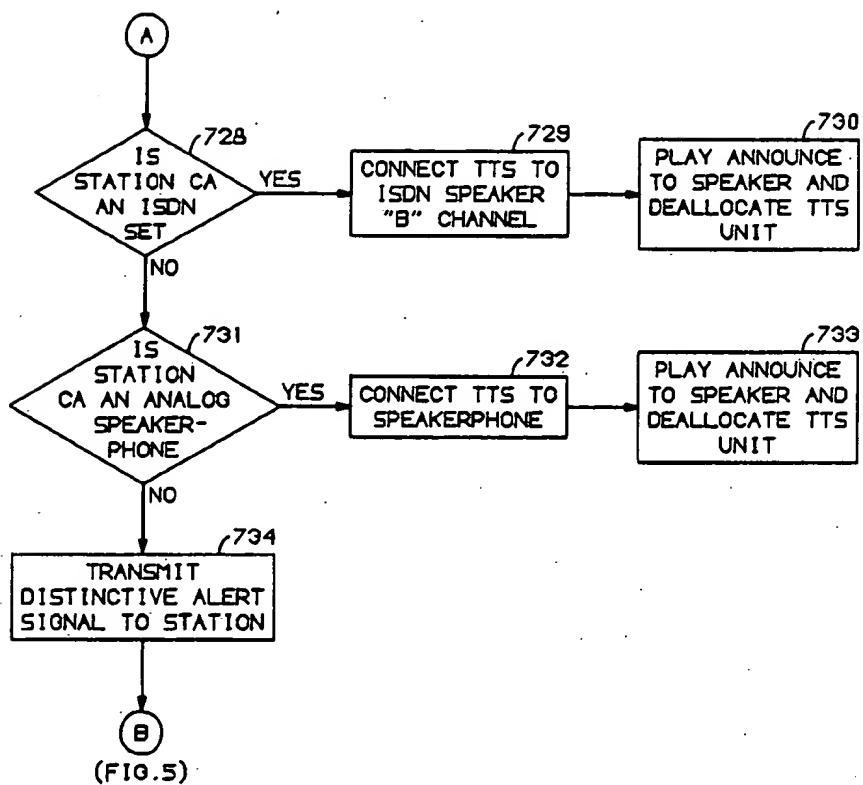 A
728
IS
STATION CA
AN ISDN
SET
YES
NO
729
CONNECT TTS TO
ISDN SPEAKER
"B" CHANNEL
730
PLAY ANNOUNCE
TO SPEAKER AND
DEALLOCATE TTS
UNIT
731
IS
STATION
CA AN ANALOG
SPEAKER-
PHONE
YES
NO
732
CONNECT TTS TO
SPEAKERPHONE
733
PLAY ANNOUNCE
TO SPEAKER AND
DEALLOCATE TTS
UNIT
734
TRANSMIT
DISTINCTIVE ALERT
SIGNAL TO STATION
B
(FIG.5)